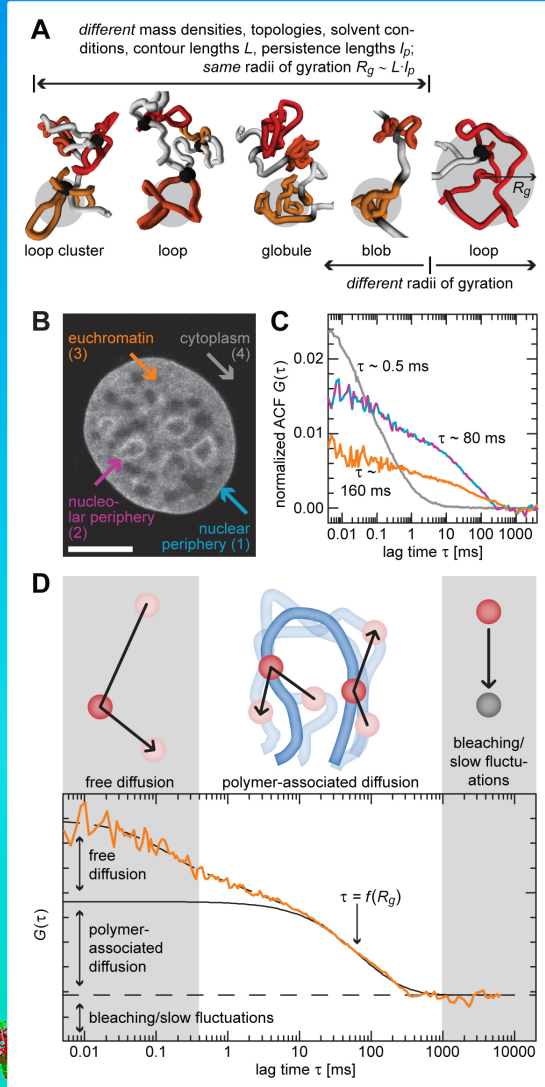 A
different mass densities, topologies, solvent con-
ditions, contour lengths L, persistence lengths lp;
same radii of gyration Rg ~ L·lp
Rg
loop cluster
loop
globule
blob
loop
different radii of gyration
B
euchromatin
(3)
cytoplasm
(4)
nucleo-
lar periphery
(2)
nuclear
periphery (1)
C
normalized ACF G(τ)
0.02
0.01
0.00
τ ~ 0.5 ms
τ ~ 80 ms
τ ~
160 ms
0.01 0.1 1 10 100 1000
lag time τ [ms]
D
free diffusion
polymer-associated diffusion
bleaching/
slow fluctu-
ations
G(τ)
free
diffusion
polymer-
associated
diffusion
bleaching/slow fluctuations
τ = f(Rg)
0.01 0.1 1 10 100 1000 10000
lag time τ [ms]